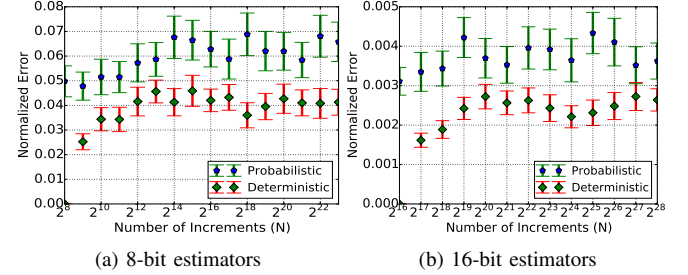 0.08
0.07
0.06
0.05
0.04
0.03
0.02
0.01
0.00
Normalized Error
2^8 2^10 2^12 2^14 2^16 2^18 2^20 2^22
Number of Increments (N)
Probabilistic
Deterministic
(a) 8-bit estimators
0.005
0.004
0.003
0.002
0.001
0.000
Normalized Error
2^16 2^17 2^18 2^19 2^20 2^21 2^22 2^23 2^24 2^25 2^26 2^27 2^28
Number of Increments (N)
Probabilistic
Deterministic
(b) 16-bit estimators